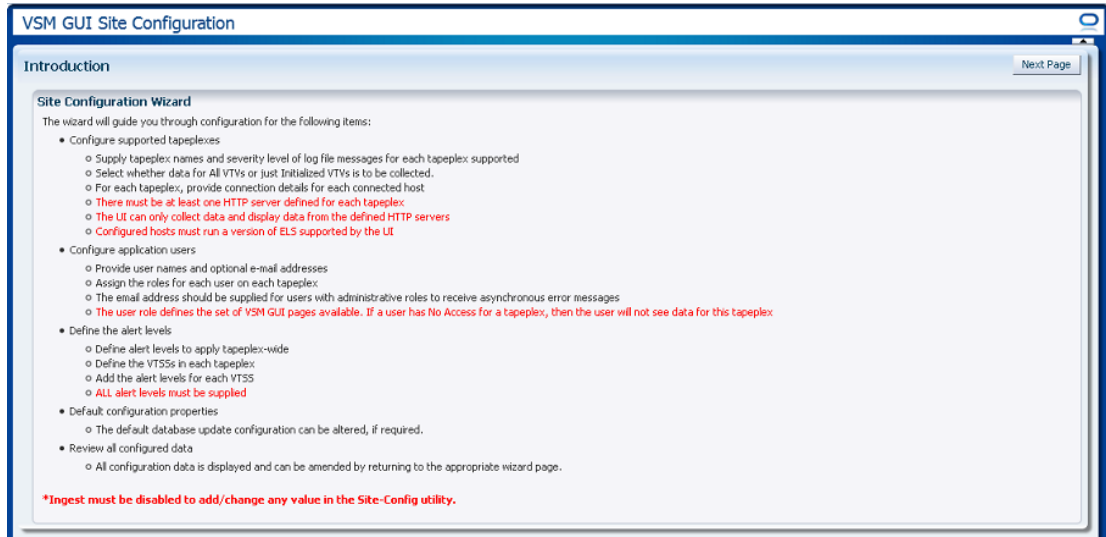 VSM GUI Site Configuration
Introduction
Next Page
Site Configuration Wizard
The wizard will guide you through configuration for the following items:
• Configure supported tapeplexes
o Supply tapeplex names and severity level of log file messages for each tapeplex supported
o Select whether data for All VTVs or just Initialized VTVs is to be collected.
o For each tapeplex, provide connection details for each connected host
o There must be at least one HTTP server defined for each tapeplex
o The UI can only collect data and display data from the defined HTTP servers
o Configured hosts must run a version of ELS supported by the UI
• Configure application users
o Provide user names and optional e-mail addresses
o Assign the roles for each user on each tapeplex
o The email address should be supplied for users with administrative roles to receive asynchronous error messages
o The user role defines the set of VSM GUI pages available. If a user has No Access for a tapeplex, then the user will not see data for this tapeplex
• Define the alert levels
o Define alert levels to apply tapeplex-wide
o Define the VTSSs in each tapeplex
o Add the alert levels for each VTSS
o ALL alert levels must be supplied
• Default configuration properties
o The default database update configuration can be altered, if required.
• Review all configured data
o All configuration data is displayed and can be amended by returning to the appropriate wizard page.
*Ingest must be disabled to add/change any value in the Site-Config utility.